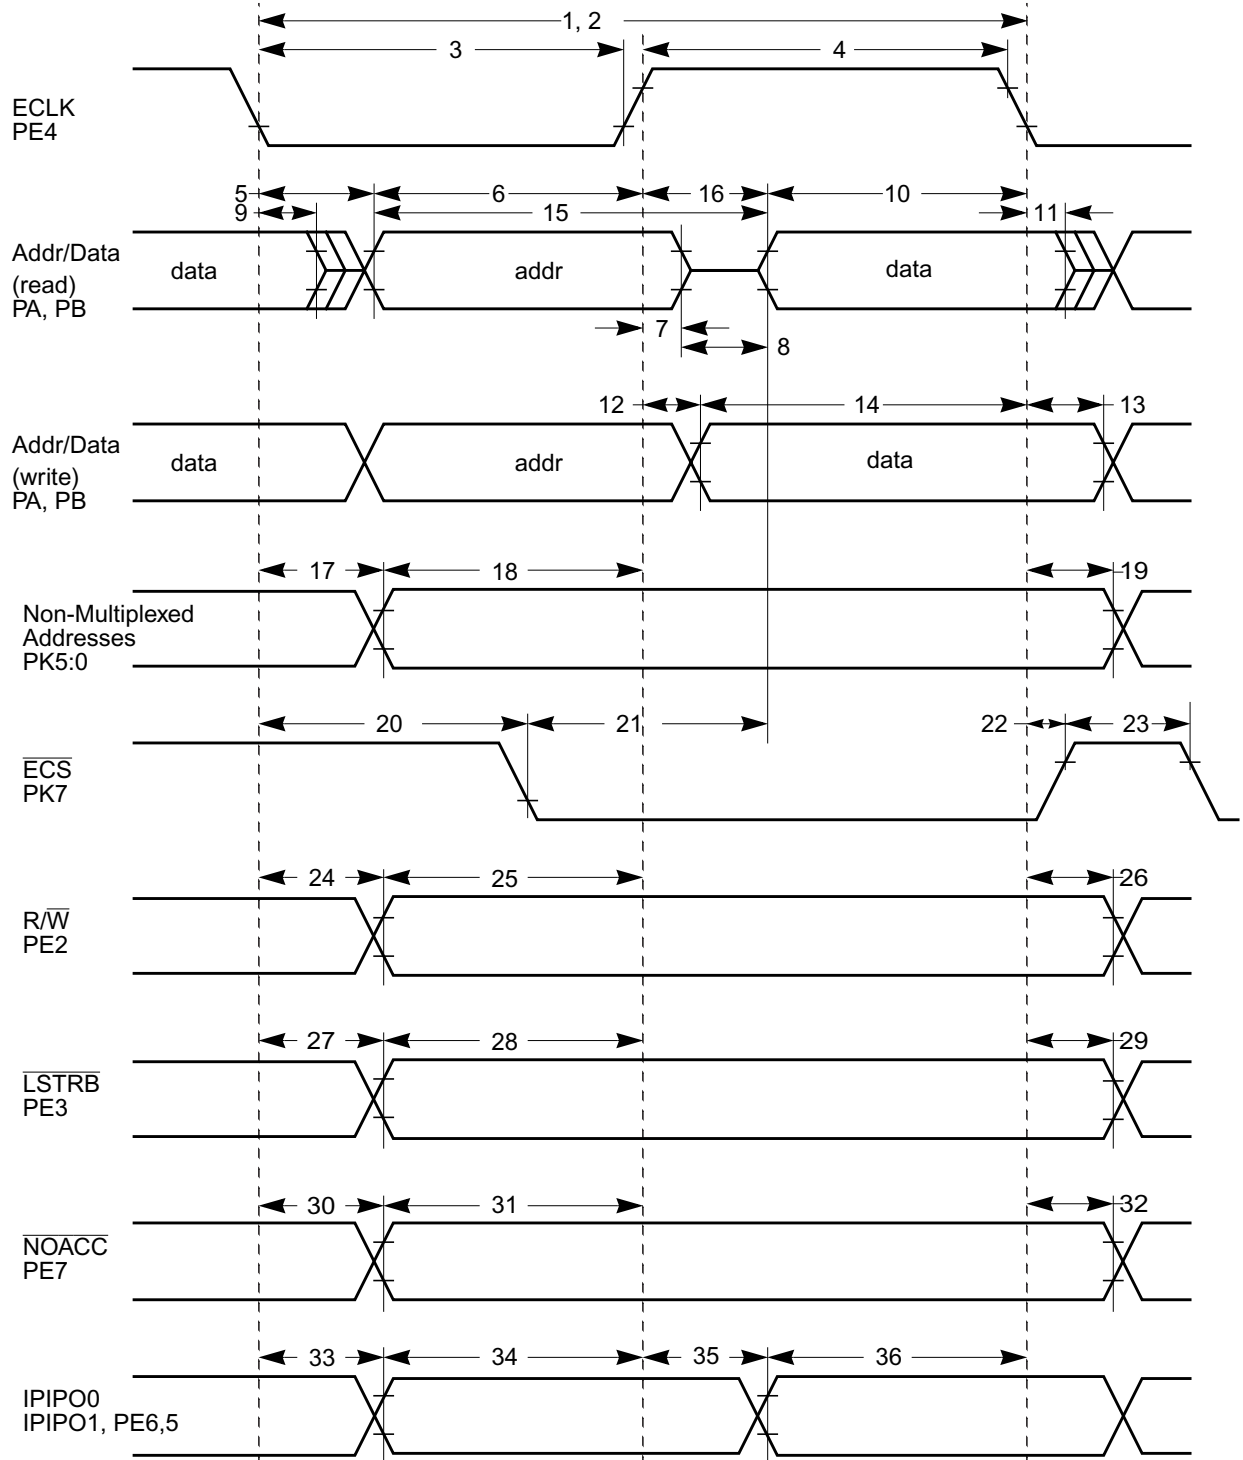 1, 2
3
4
ECLK
PE4
5
6
16
10
9
15
11
Addr/Data
(read)
PA, PB
data
addr
data
7
8
12
14
13
Addr/Data
(write)
PA, PB
data
addr
data
17
18
19
Non-Multiplexed
Addresses
PK5:0
20
21
22
23
ECS
PK7
24
25
26
R/W
PE2
27
28
29
LSTRB
PE3
30
31
32
NOACC
PE7
33
34
35
36
IPIPO0
IPIPO1, PE6,5